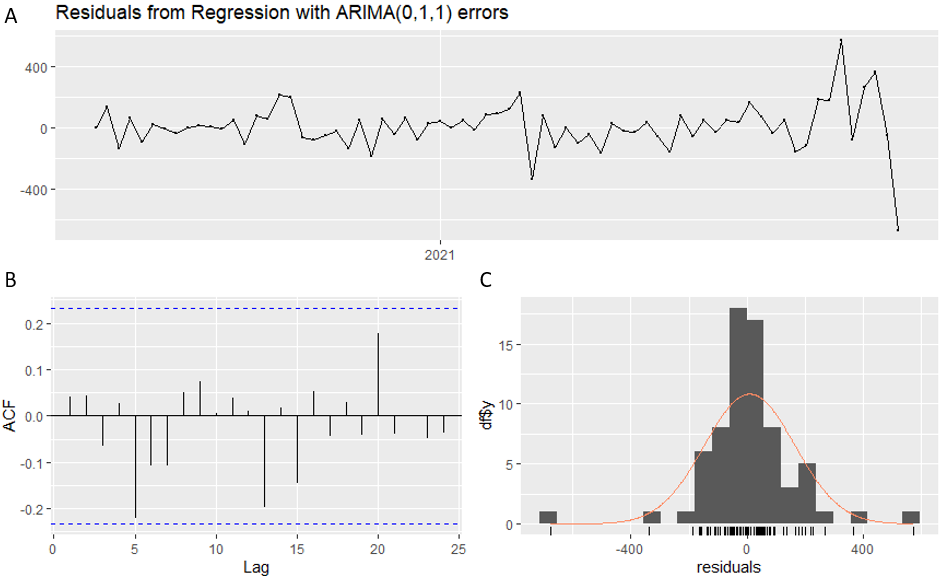 A
Residuals from Regression with ARIMA(0,1,1) errors
400
0
-400
2021
B
C
0.2
0.1
0.0
-0.1
-0.2
ACF
0
5
10
15
20
25
Lag
15
10
5
0
df$y
-400
0
400
residuals